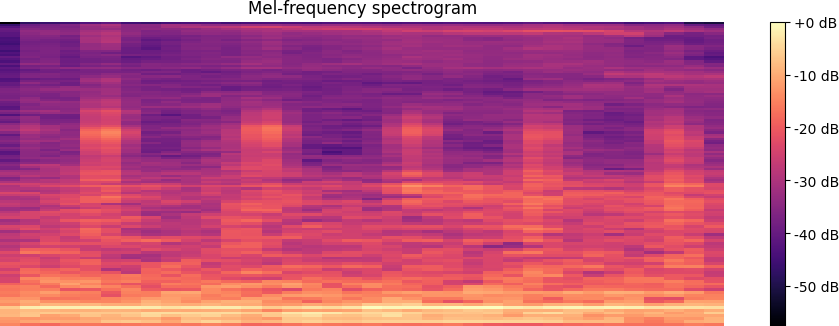 Mel-frequency spectrogram
+0 dB
-10 dB
-20 dB
-30 dB
-40 dB
-50 dB